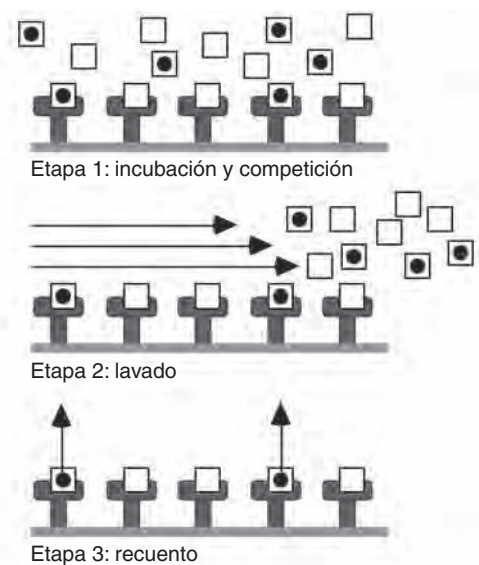 Etapa 1: incubación y competición
Etapa 2: lavado
Etapa 3: recuento